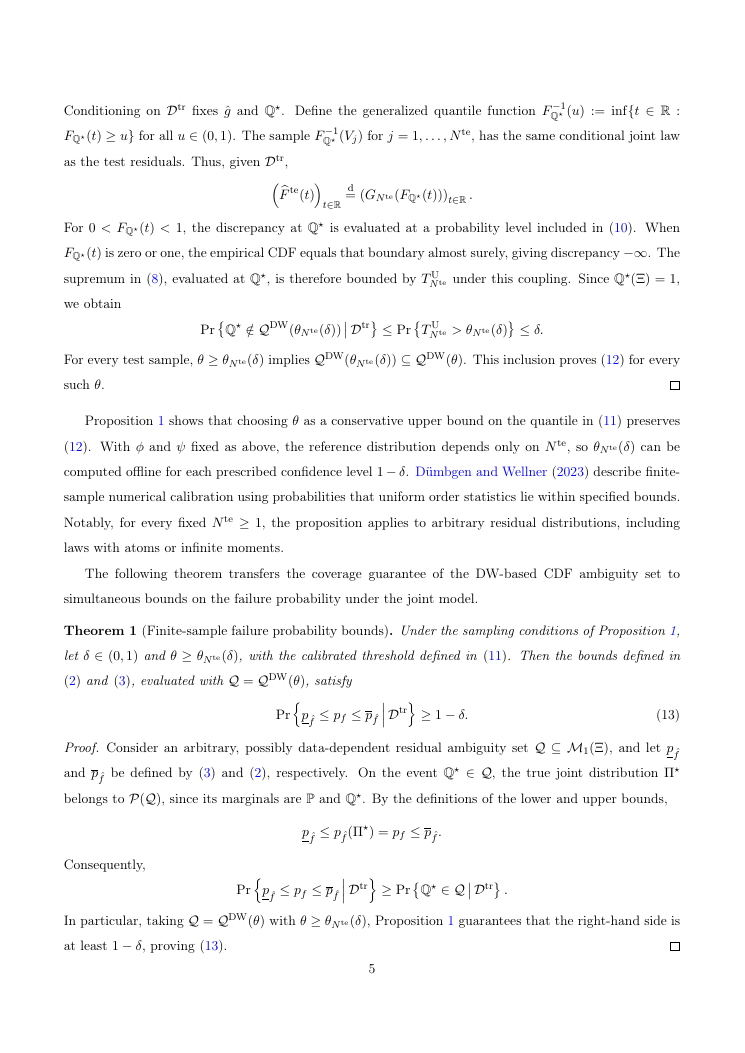 Conditioning on 𝒟ᵗʳ fixes ĝ and ℚ⋆. Define the generalized quantile function F_{ℚ⋆}^{−1}(u) := inf{t ∈ ℝ :
F_{ℚ⋆}(t) ≥ u} for all u ∈ (0, 1). The sample F_{ℚ⋆}^{−1}(V_j) for j = 1, . . . , N^{te}, has the same conditional joint law
as the test residuals. Thus, given 𝒟ᵗʳ,
(F̂^{te}(t))_{t∈ℝ} =^d (G_{N^{te}}(F_{ℚ⋆}(t)))_{t∈ℝ} .
For 0 < F_{ℚ⋆}(t) < 1, the discrepancy at ℚ⋆ is evaluated at a probability level included in (10). When
F_{ℚ⋆}(t) is zero or one, the empirical CDF equals that boundary almost surely, giving discrepancy −∞. The
supremum in (8), evaluated at ℚ⋆, is therefore bounded by T^U_{N^{te}} under this coupling. Since ℚ⋆(Ξ) = 1,
we obtain
Pr {ℚ⋆ ∉ 𝒬^{DW}(θ_{N^{te}}(δ)) | 𝒟ᵗʳ} ≤ Pr {T^U_{N^{te}} > θ_{N^{te}}(δ)} ≤ δ.
For every test sample, θ ≥ θ_{N^{te}}(δ) implies 𝒬^{DW}(θ_{N^{te}}(δ)) ⊆ 𝒬^{DW}(θ). This inclusion proves (12) for every
such θ. □
Proposition 1 shows that choosing θ as a conservative upper bound on the quantile in (11) preserves
(12). With ϕ and ψ fixed as above, the reference distribution depends only on N^{te}, so θ_{N^{te}}(δ) can be
computed offline for each prescribed confidence level 1 − δ. Dümbgen and Wellner (2023) describe finite-
sample numerical calibration using probabilities that uniform order statistics lie within specified bounds.
Notably, for every fixed N^{te} ≥ 1, the proposition applies to arbitrary residual distributions, including
laws with atoms or infinite moments.
The following theorem transfers the coverage guarantee of the DW-based CDF ambiguity set to
simultaneous bounds on the failure probability under the joint model.
Theorem 1 (Finite-sample failure probability bounds). Under the sampling conditions of Proposition 1,
let δ ∈ (0, 1) and θ ≥ θ_{N^{te}}(δ), with the calibrated threshold defined in (11). Then the bounds defined in
(2) and (3), evaluated with 𝒬 = 𝒬^{DW}(θ), satisfy
Pr {p̲_{f̂} ≤ p_f ≤ p̄_{f̂} | 𝒟ᵗʳ} ≥ 1 − δ. (13)
Proof. Consider an arbitrary, possibly data-dependent residual ambiguity set 𝒬 ⊆ ℳ₁(Ξ), and let p̲_{f̂}
and p̄_{f̂} be defined by (3) and (2), respectively. On the event ℚ⋆ ∈ 𝒬, the true joint distribution Π⋆
belongs to 𝒫(𝒬), since its marginals are ℙ and ℚ⋆. By the definitions of the lower and upper bounds,
p̲_{f̂} ≤ p_{f̂}(Π⋆) = p_f ≤ p̄_{f̂}.
Consequently,
Pr {p̲_{f̂} ≤ p_f ≤ p̄_{f̂} | 𝒟ᵗʳ} ≥ Pr {ℚ⋆ ∈ 𝒬 | 𝒟ᵗʳ} .
In particular, taking 𝒬 = 𝒬^{DW}(θ) with θ ≥ θ_{N^{te}}(δ), Proposition 1 guarantees that the right-hand side is
at least 1 − δ, proving (13). □
5